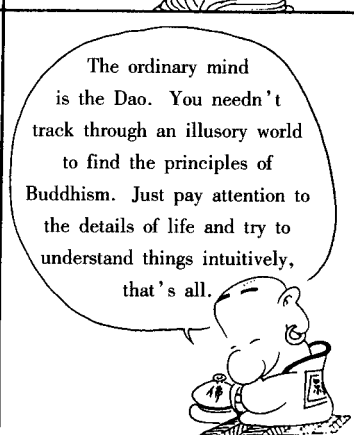 The ordinary mind
is the Dao. You needn't
track through an illusory world
to find the principles of
Buddhism. Just pay attention to
the details of life and try to
understand things intuitively,
that's all.
佛